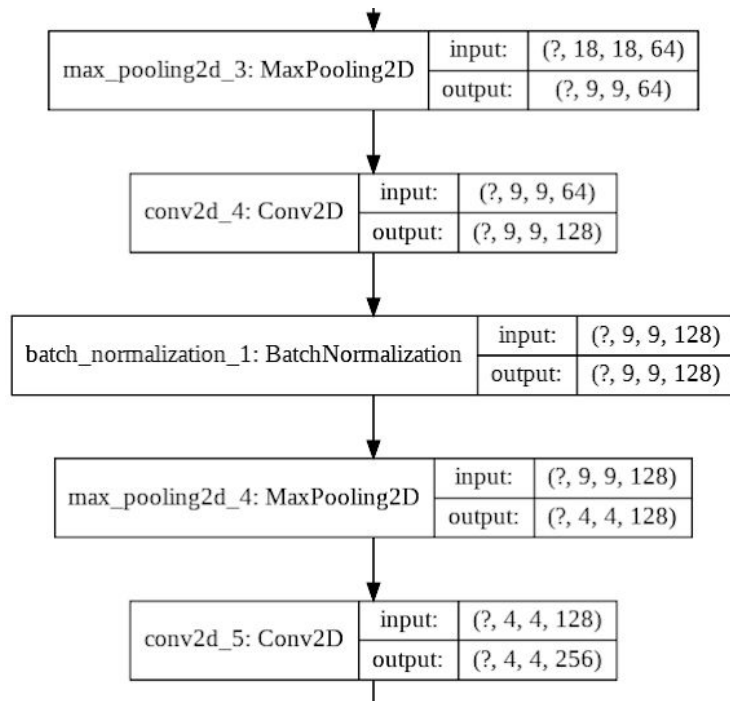 max_pooling2d_3: MaxPooling2D
input: (?, 18, 18, 64)
output: (?, 9, 9, 64)
conv2d_4: Conv2D
input: (?, 9, 9, 64)
output: (?, 9, 9, 128)
batch_normalization_1: BatchNormalization
input: (?, 9, 9, 128)
output: (?, 9, 9, 128)
max_pooling2d_4: MaxPooling2D
input: (?, 9, 9, 128)
output: (?, 4, 4, 128)
conv2d_5: Conv2D
input: (?, 4, 4, 128)
output: (?, 4, 4, 256)